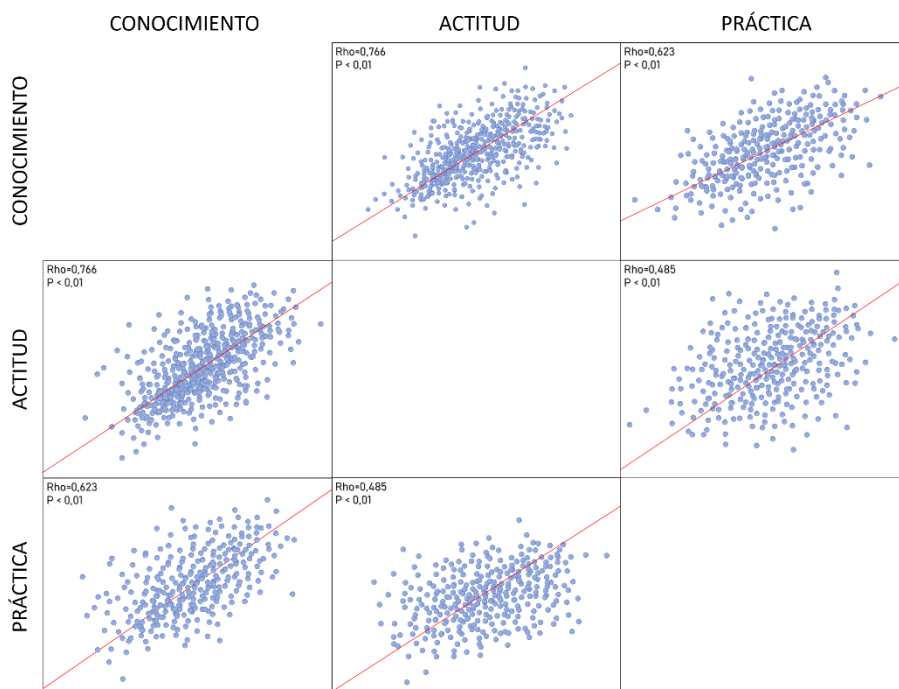 CONOCIMIENTO
ACTITUD
PRÁCTICA
CONOCIMIENTO
Rho=0,766
P < 0,01
Rho=0,623
P < 0,01
ACTITUD
Rho=0,766
P < 0,01
Rho=0,485
P < 0,01
PRÁCTICA
Rho=0,623
P < 0,01
Rho=0,485
P < 0,01